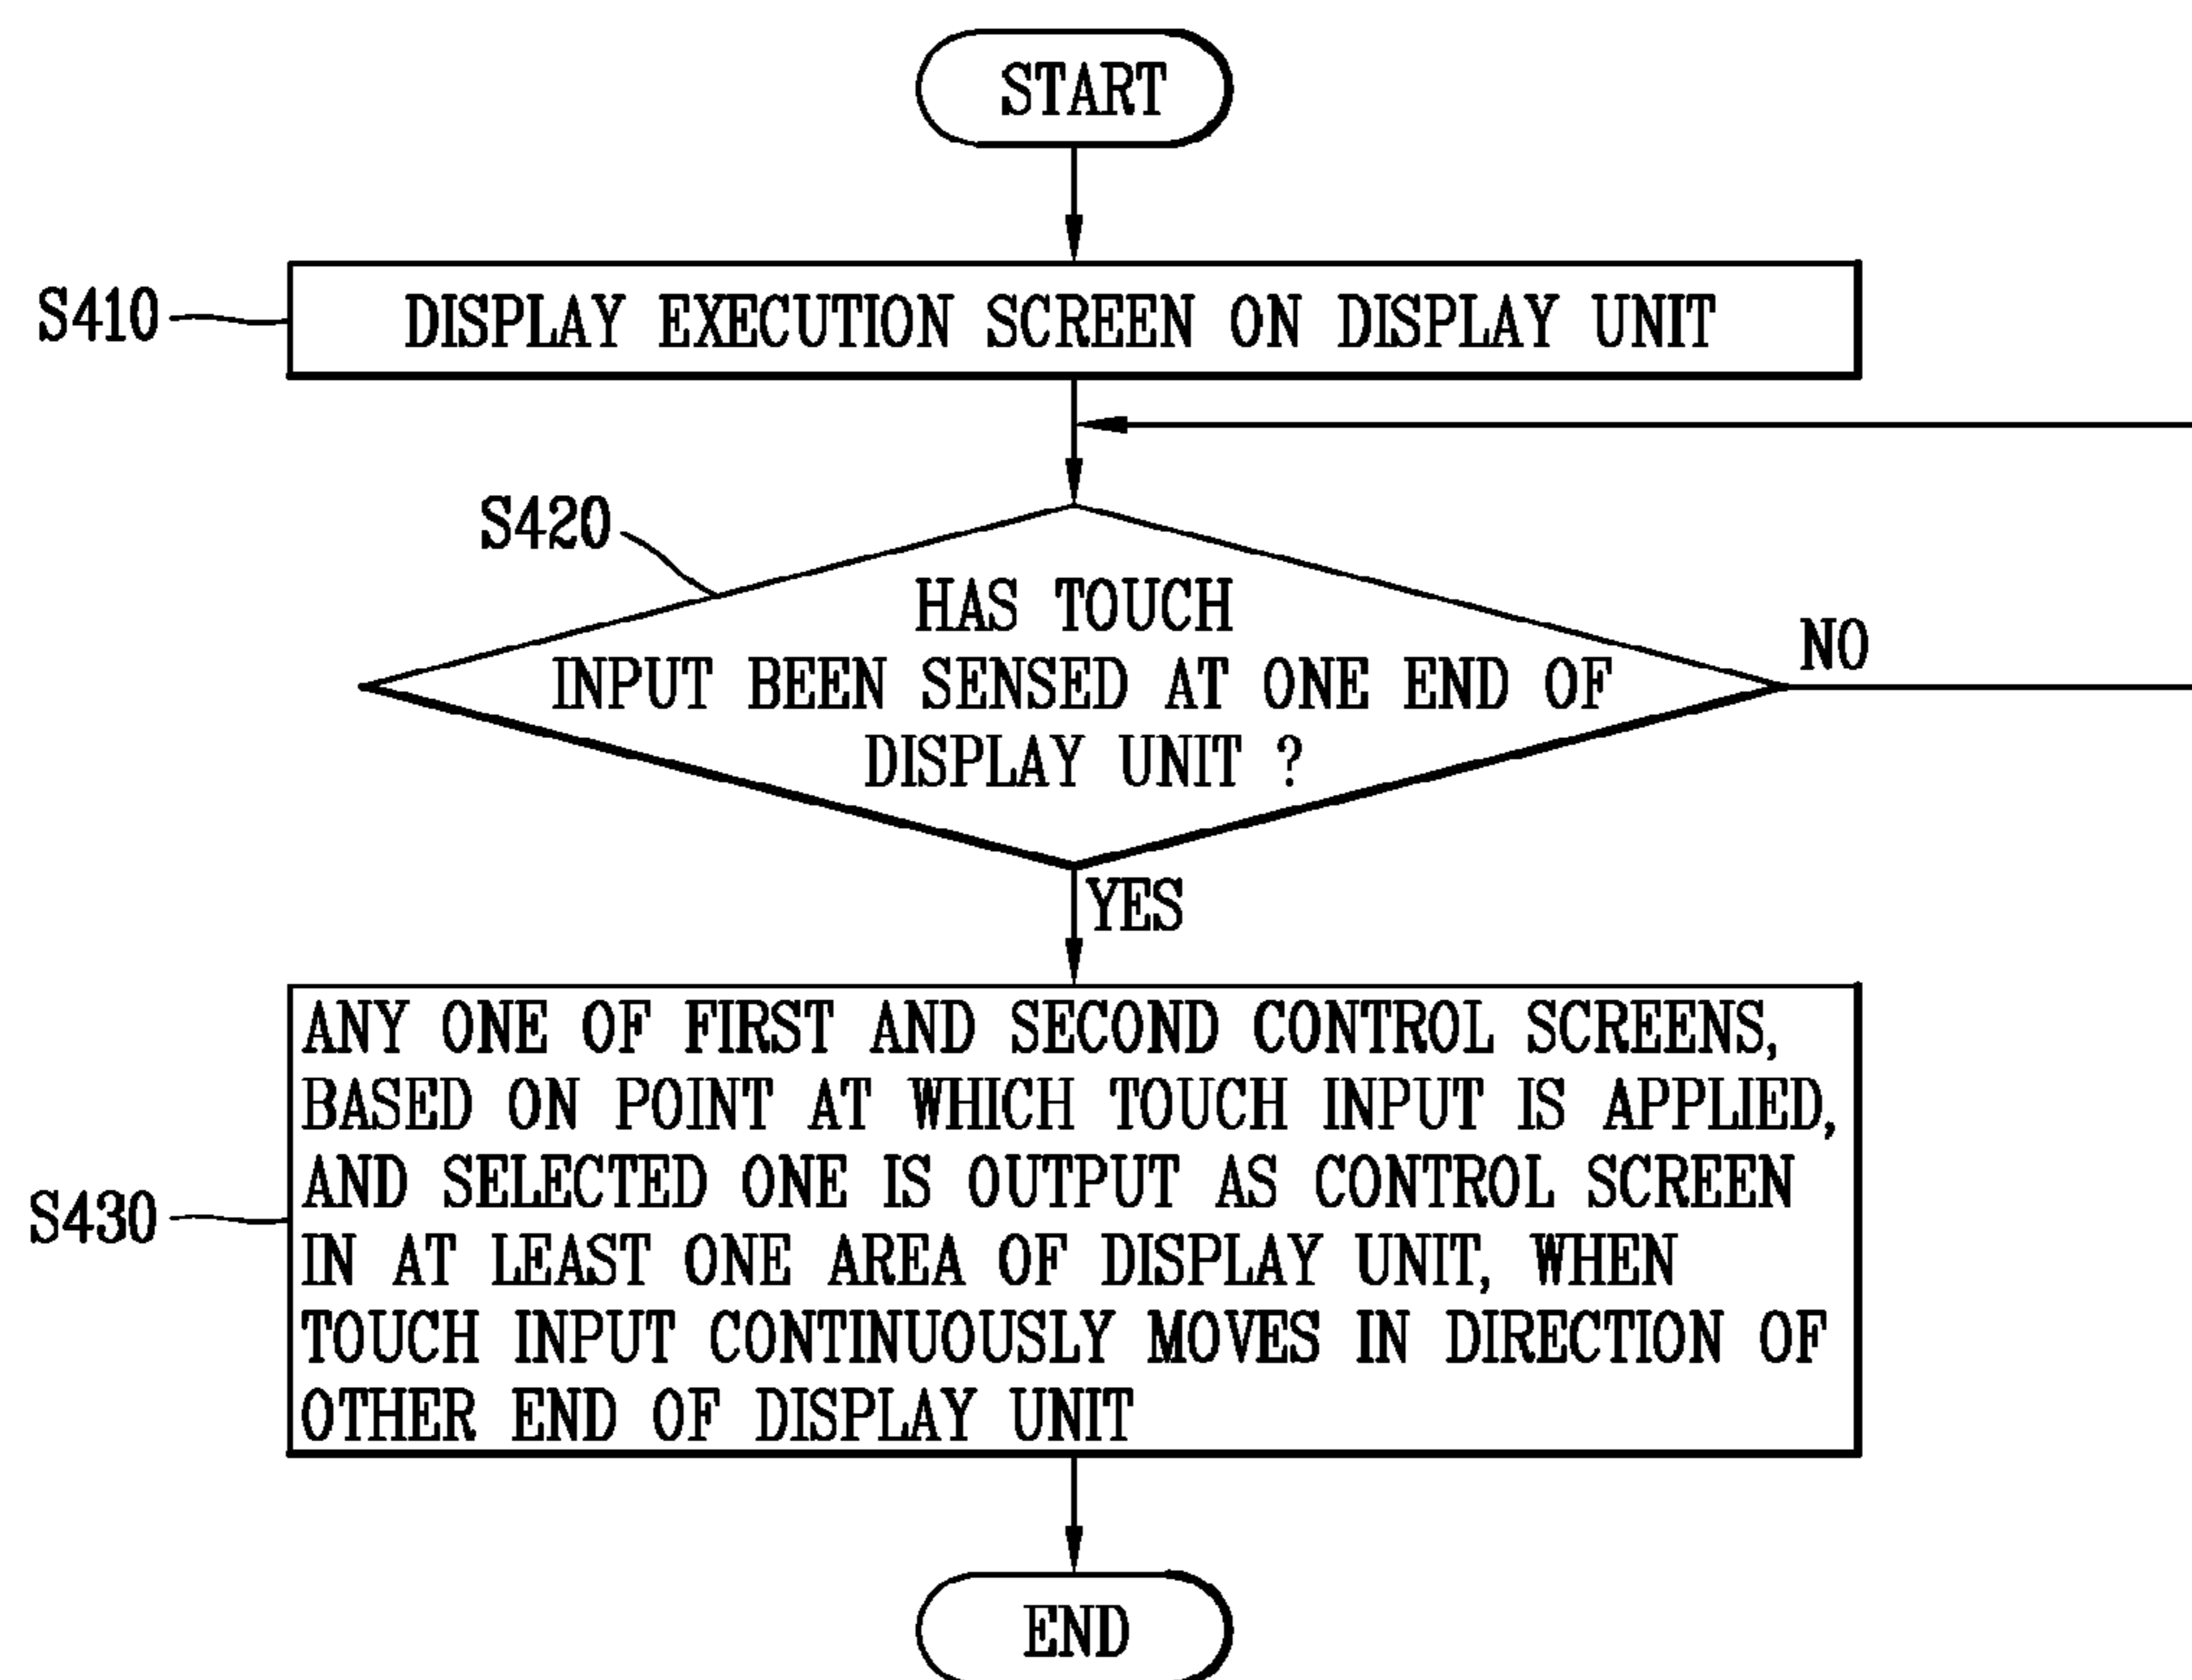 START
S410
DISPLAY EXECUTION SCREEN ON DISPLAY UNIT
S420
HAS TOUCH
INPUT BEEN SENSED AT ONE END OF
DISPLAY UNIT ?
NO
YES
S430
ANY ONE OF FIRST AND SECOND CONTROL SCREENS,
BASED ON POINT AT WHICH TOUCH INPUT IS APPLIED,
AND SELECTED ONE IS OUTPUT AS CONTROL SCREEN
IN AT LEAST ONE AREA OF DISPLAY UNIT, WHEN
TOUCH INPUT CONTINUOUSLY MOVES IN DIRECTION OF
OTHER END OF DISPLAY UNIT
END